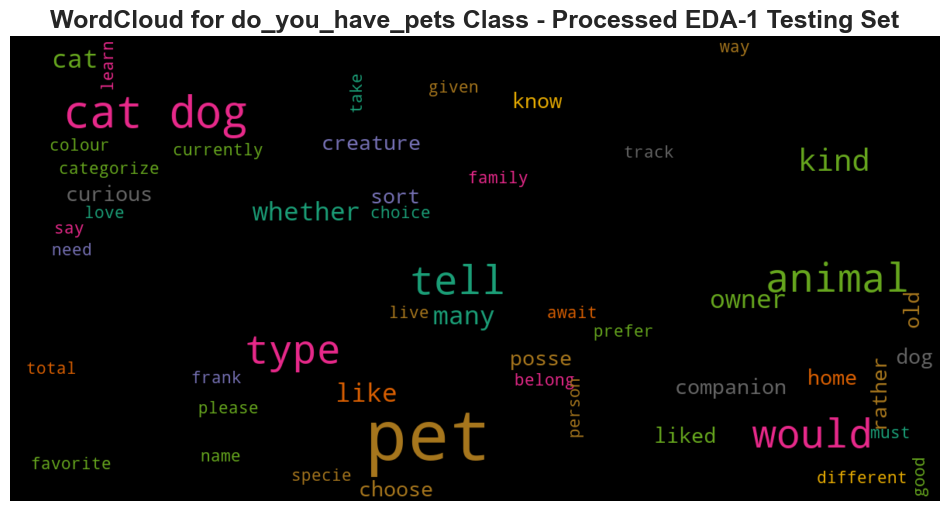 WordCloud for do_you_have_pets Class - Processed EDA-1 Testing Set
way
cat
learn
take
given
know
cat dog
colour
currently
creature
track
kind
categorize
family
curious
sort
love
whether
choice
say
need
tell
animal
owner
old
live
many
await
prefer
type
posse
dog
total
frank
belong
companion
home
rather
like
person
please
pet
liked
would
must
favorite
name
specie
different
good
choose